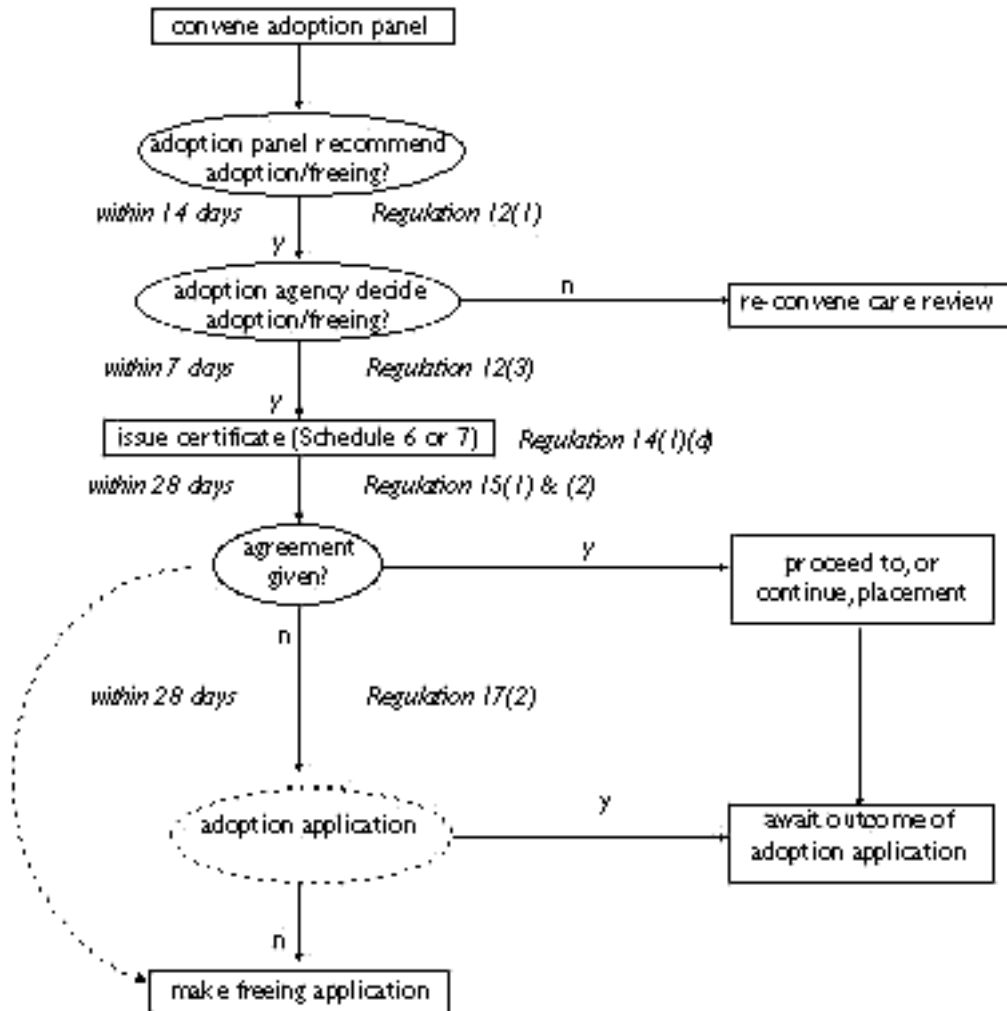 convene adoption panel
adoption panel recommend
adoption/freeing?
within 14 days
Regulation 12(1)
y
adoption agency decide
adoption/freeing?
n
re-convene care review
within 7 days
Regulation 12(3)
y
issue certificate (Schedule 6 or 7)
Regulation 14(1)(d)
within 28 days
Regulation 15(1) & (2)
agreement
given?
y
proceed to, or
continue, placement
n
within 28 days
Regulation 17(2)
adoption application
y
await outcome of
adoption application
n
make freeing application